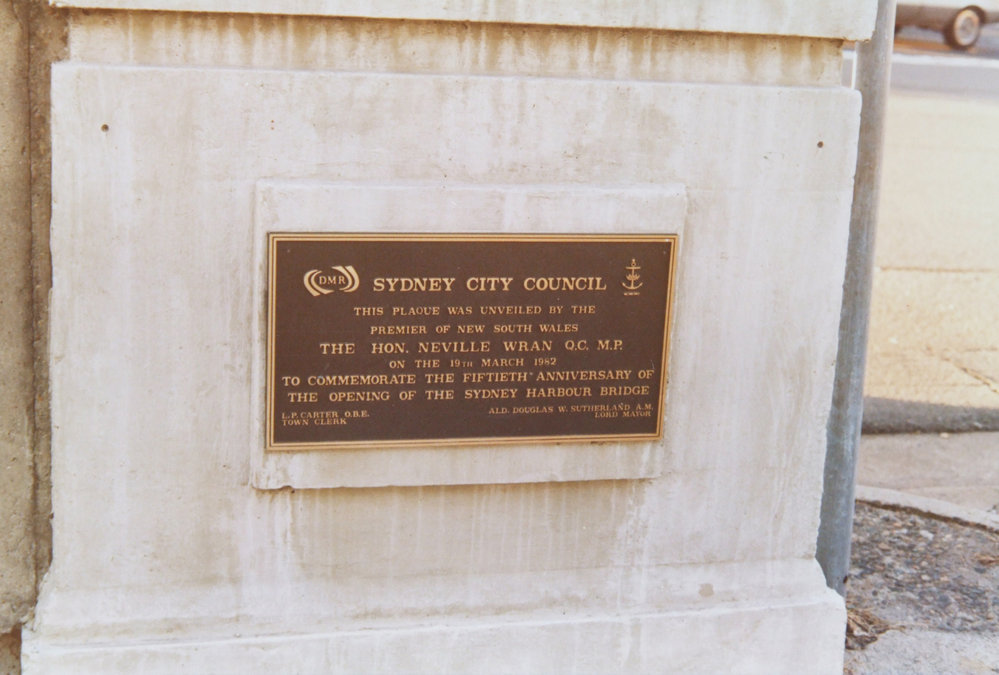 DMR
SYDNEY CITY COUNCIL
THIS PLAQUE WAS UNVEILED BY THE
PREMIER OF NEW SOUTH WALES
THE HON. NEVILLE WRAN Q.C. M.P.
ON THE 19TH MARCH 1982
TO COMMEMORATE THE FIFTIETH ANNIVERSARY OF
THE OPENING OF THE SYDNEY HARBOUR BRIDGE
L.P. CARTER O.B.E.
TOWN CLERK
ALD. DOUGLAS W. SUTHERLAND A.M.
LORD MAYOR